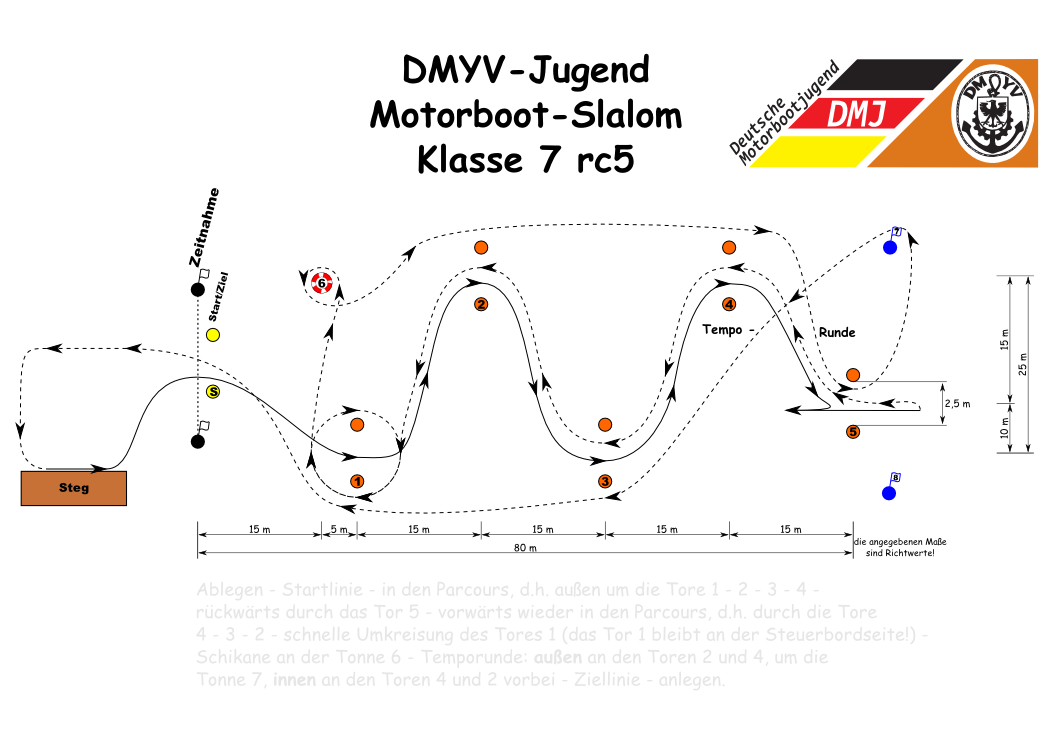 DMYV-Jugend
Motorboot-Slalom
Klasse 7 rc5
Deutsche
Motorbootjugend
DMJ
DM YV
Zeitnahme
Start/Ziel
7
6
2
4
Tempo -
Runde
15 m
25 m
S
2,5 m
10 m
5
1
3
8
Steg
15 m
5 m
15 m
15 m
15 m
15 m
80 m
die angegebenen Maße
sind Richtwerte!
Ablegen - Startlinie - in den Parcours, d.h. außen um die Tore 1 - 2 - 3 - 4 -
rückwärts durch das Tor 5 - vorwärts wieder in den Parcours, d.h. durch die Tore
4 - 3 - 2 - schnelle Umkreisung des Tores 1 (das Tor 1 bleibt an der Steuerbordseite!) -
Schikane an der Tonne 6 - Temporunde: außen an den Toren 2 und 4, um die
Tonne 7, innen an den Toren 4 und 2 vorbei - Ziellinie - anlegen.